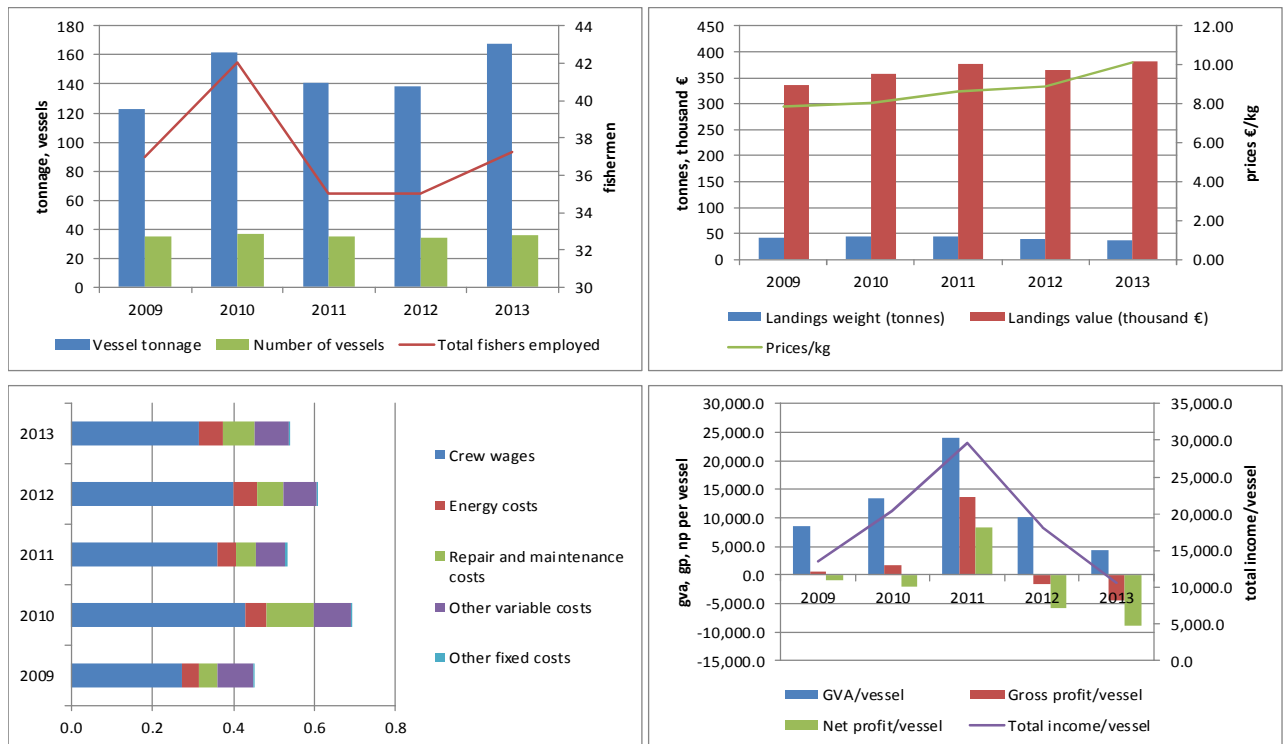 180
160
140
120
100
80
60
40
20
0
tonnage, vessels
44
42
40
38
36
34
32
30
fishermen
2009 2010 2011 2012 2013
Vessel tonnage Number of vessels Total fishers employed
450
400
350
300
250
200
150
100
50
0
tonnes, thousand €
12.00
10.00
8.00
6.00
4.00
2.00
0.00
prices €/kg
2009 2010 2011 2012 2013
Landings weight (tonnes) Landings value (thousand €)
Prices/kg
2013
2012
2011
2010
2009
0.0 0.2 0.4 0.6 0.8
Crew wages
Energy costs
Repair and maintenance
costs
Other variable costs
Other fixed costs
30,000.0
25,000.0
20,000.0
15,000.0
10,000.0
5,000.0
0.0
-5,000.0
-10,000.0
-15,000.0
gva, gp, np per vessel
35,000.0
30,000.0
25,000.0
20,000.0
15,000.0
10,000.0
5,000.0
0.0
total income/vessel
2009 2010 2011 2012 2013
GVA/vessel Gross profit/vessel
Net profit/vessel Total income/vessel